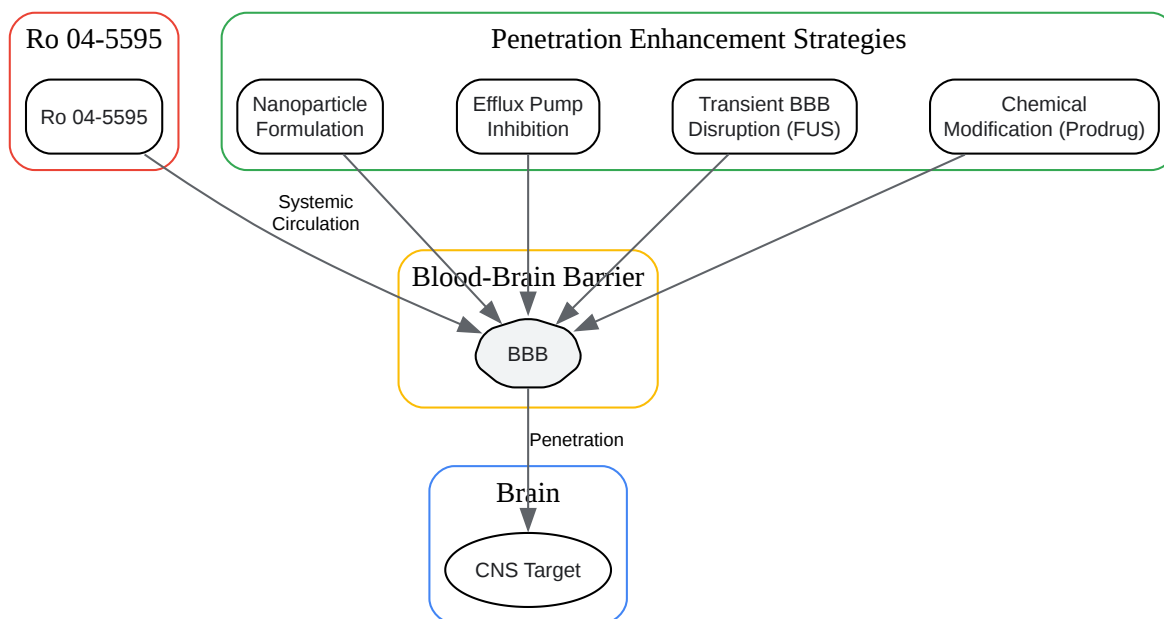 Ro 04-5595
Penetration Enhancement Strategies
Ro 04-5595
Nanoparticle
Formulation
Efflux Pump
Inhibition
Transient BBB
Disruption (FUS)
Chemical
Modification (Prodrug)
Systemic
Circulation
Blood-Brain Barrier
BBB
Penetration
Brain
CNS Target